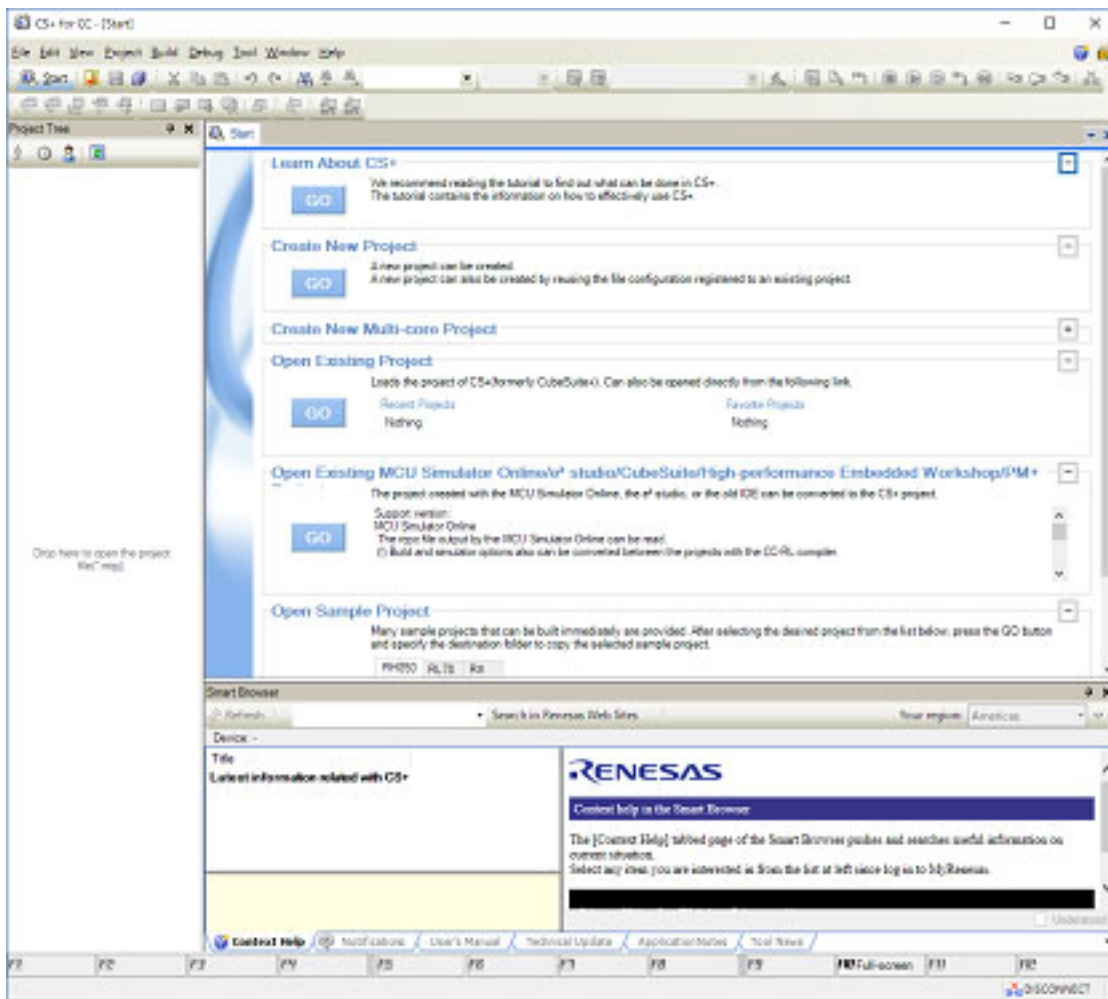 CS+ for CC - [Start]
File Edit View Project Build Debug Tool Window Help
Start
Project Tree
Start
Learn About CS+
GO
We recommend reading the tutorial to find out what can be done in CS+.
The tutorial contains the information on how to effectively use CS+.
Create New Project
GO
A new project can be created.
A new project can also be created by reusing the file configuration registered to an existing project.
Create New Multi-core Project
Open Existing Project
Loads the project of CS+(formerly CubeSuite+). Can also be opened directly from the following link.
GO
Recent Projects
Favorite Projects
Nothing
Nothing
Open Existing MCU Simulator Online/e² studio/CubeSuite/High-performance Embedded Workshop/PM+
The project created with the MCU Simulator Online, the e² studio, or the old IDE can be converted to the CS+ project.
GO
Support version:
MCU Simulator Online
The repo file output by the MCU Simulator Online can be read.
Build and simulator options also can be converted between the projects with the CC-RL compiler.
Drop here to open the project
Open Sample Project
Many sample projects that can be built immediately are provided. After selecting the desired project from the list below, press the GO button
and specify the destination folder to copy the selected sample project.
RH850 RL78 RX
Smart Browser
Refresh
Search in Renesas Web Sites
Your region: Americas
Device: -
Title
Latest information related with CS+
RENESAS
Context help in the Smart Browser
The [Context Help] tabbed page of the Smart Browser pushes and searches useful information on
current situation.
Select any item you are interested in from the list at left since log in to MyRenesas.
Understood
Context Help Notifications User's Manual Technical Update Application Notes Tool News
F1 F2 F3 F4 F5 F6 F7 F8 F9 F10 Full-screen F11 F12
DISCONNECT